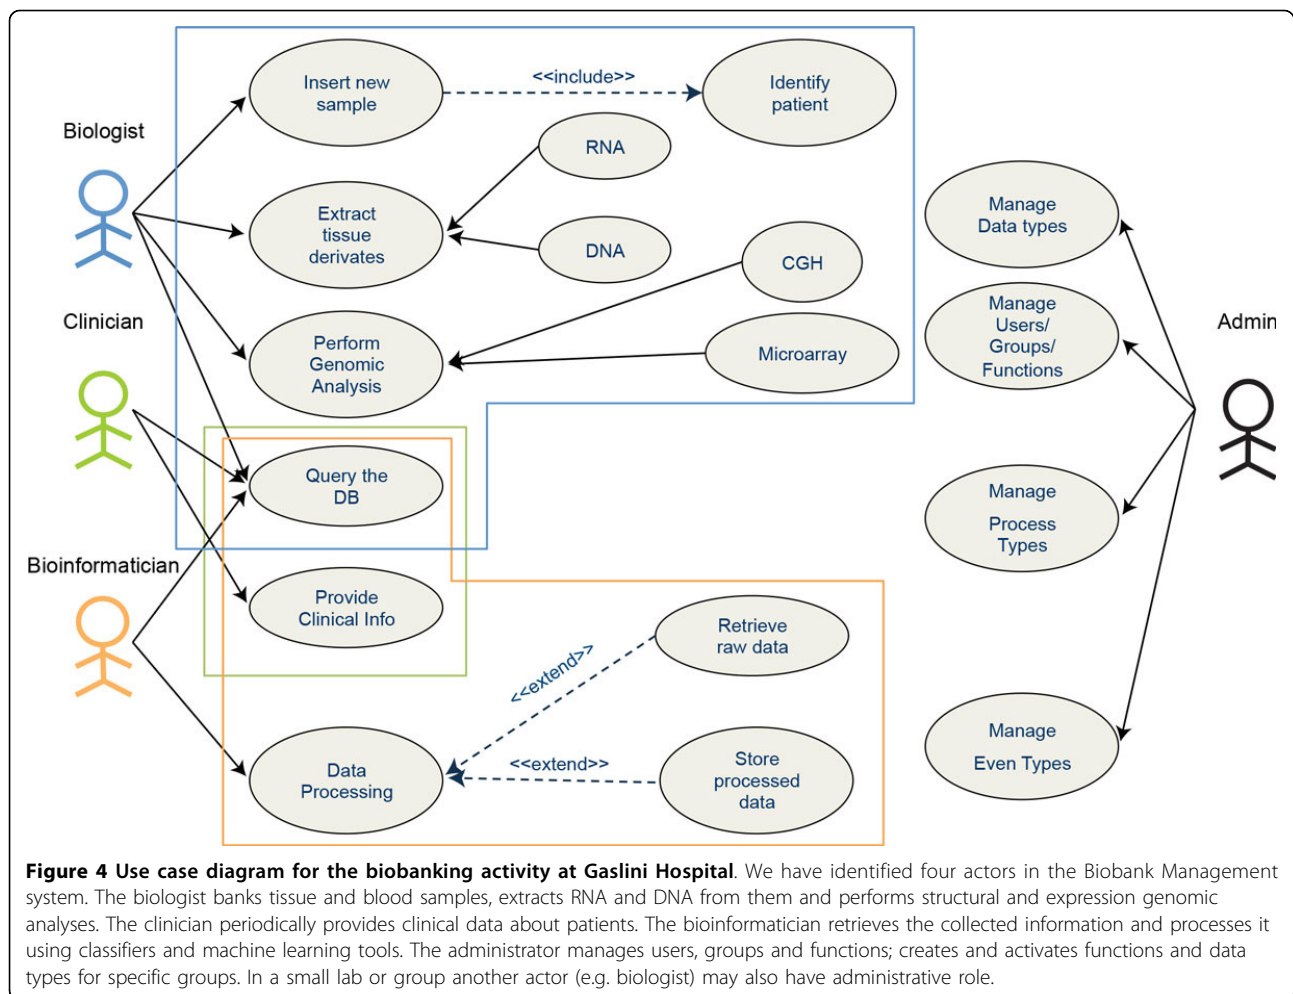 Biologist
Insert new
sample
<<include>>
Identify
patient
RNA
Extract
tissue
derivates
DNA
CGH
Clinician
Perform
Genomic
Analysis
Microarray
Query the
DB
Bioinformatician
Provide
Clinical Info
Retrieve
raw data
<<extend>>
<<extend>>
Data
Processing
Store
processed
data
Manage
Data types
Manage
Users/
Groups/
Functions
Admin
Manage
Process
Types
Manage
Even Types
Figure 4 Use case diagram for the biobanking activity at Gaslini Hospital. We have identified four actors in the Biobank Management
system. The biologist banks tissue and blood samples, extracts RNA and DNA from them and performs structural and expression genomic
analyses. The clinician periodically provides clinical data about patients. The bioinformatician retrieves the collected information and processes it
using classifiers and machine learning tools. The administrator manages users, groups and functions; creates and activates functions and data
types for specific groups. In a small lab or group another actor (e.g. biologist) may also have administrative role.